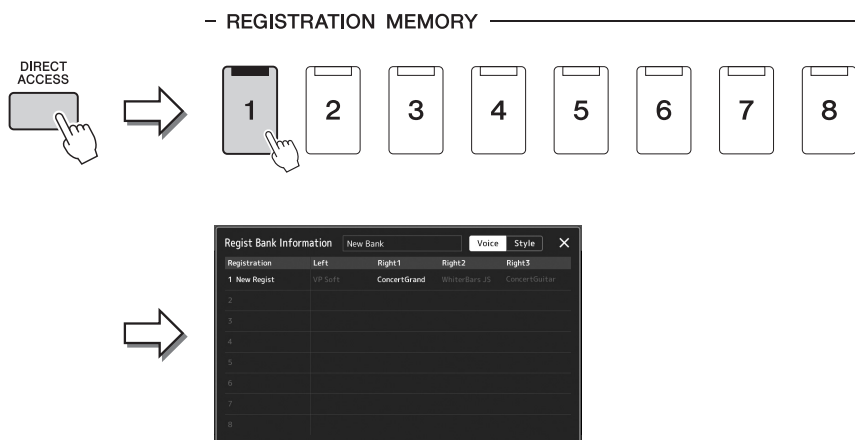 REGISTRATION MEMORY
DIRECT
ACCESS
1 2 3 4 5 6 7 8
Regist Bank Information New Bank Voice Style ×
Registration Left Right1 Right2 Right3
1 New Regist VP Soft ConcertGrand WhiterBars JS ConcertGuitar
2
3
4
5
6
7
8